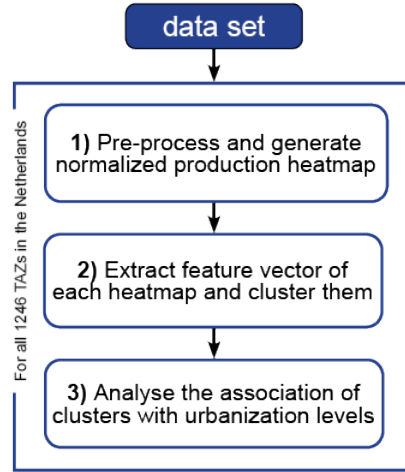 data set
For all 1246 TAZs in the Netherlands
1) Pre-process and generate
normalized production heatmap
2) Extract feature vector of
each heatmap and cluster them
3) Analyse the association of
clusters with urbanization levels